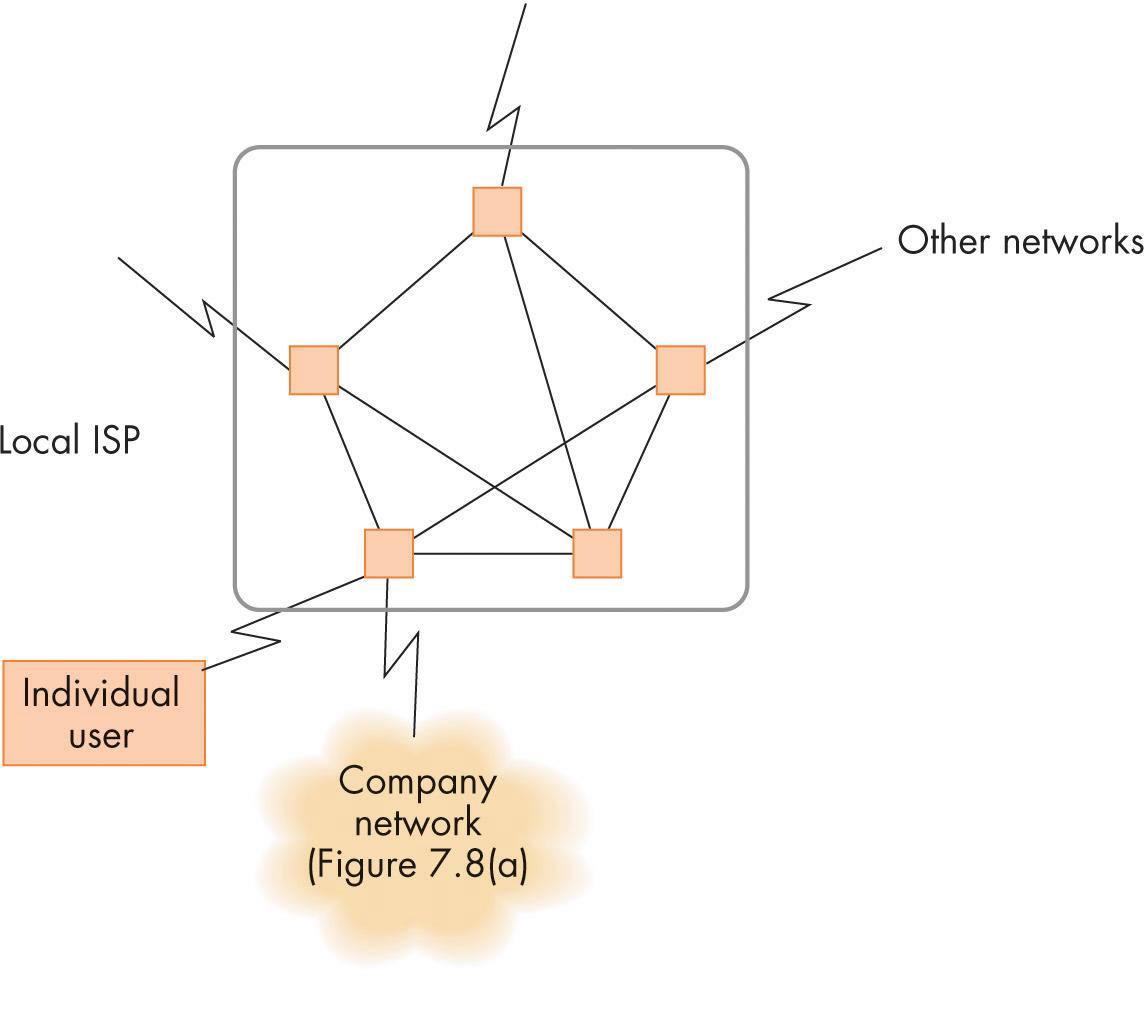 Other networks
Local ISP
Individual
user
Company
network
(Figure 7.8(a)